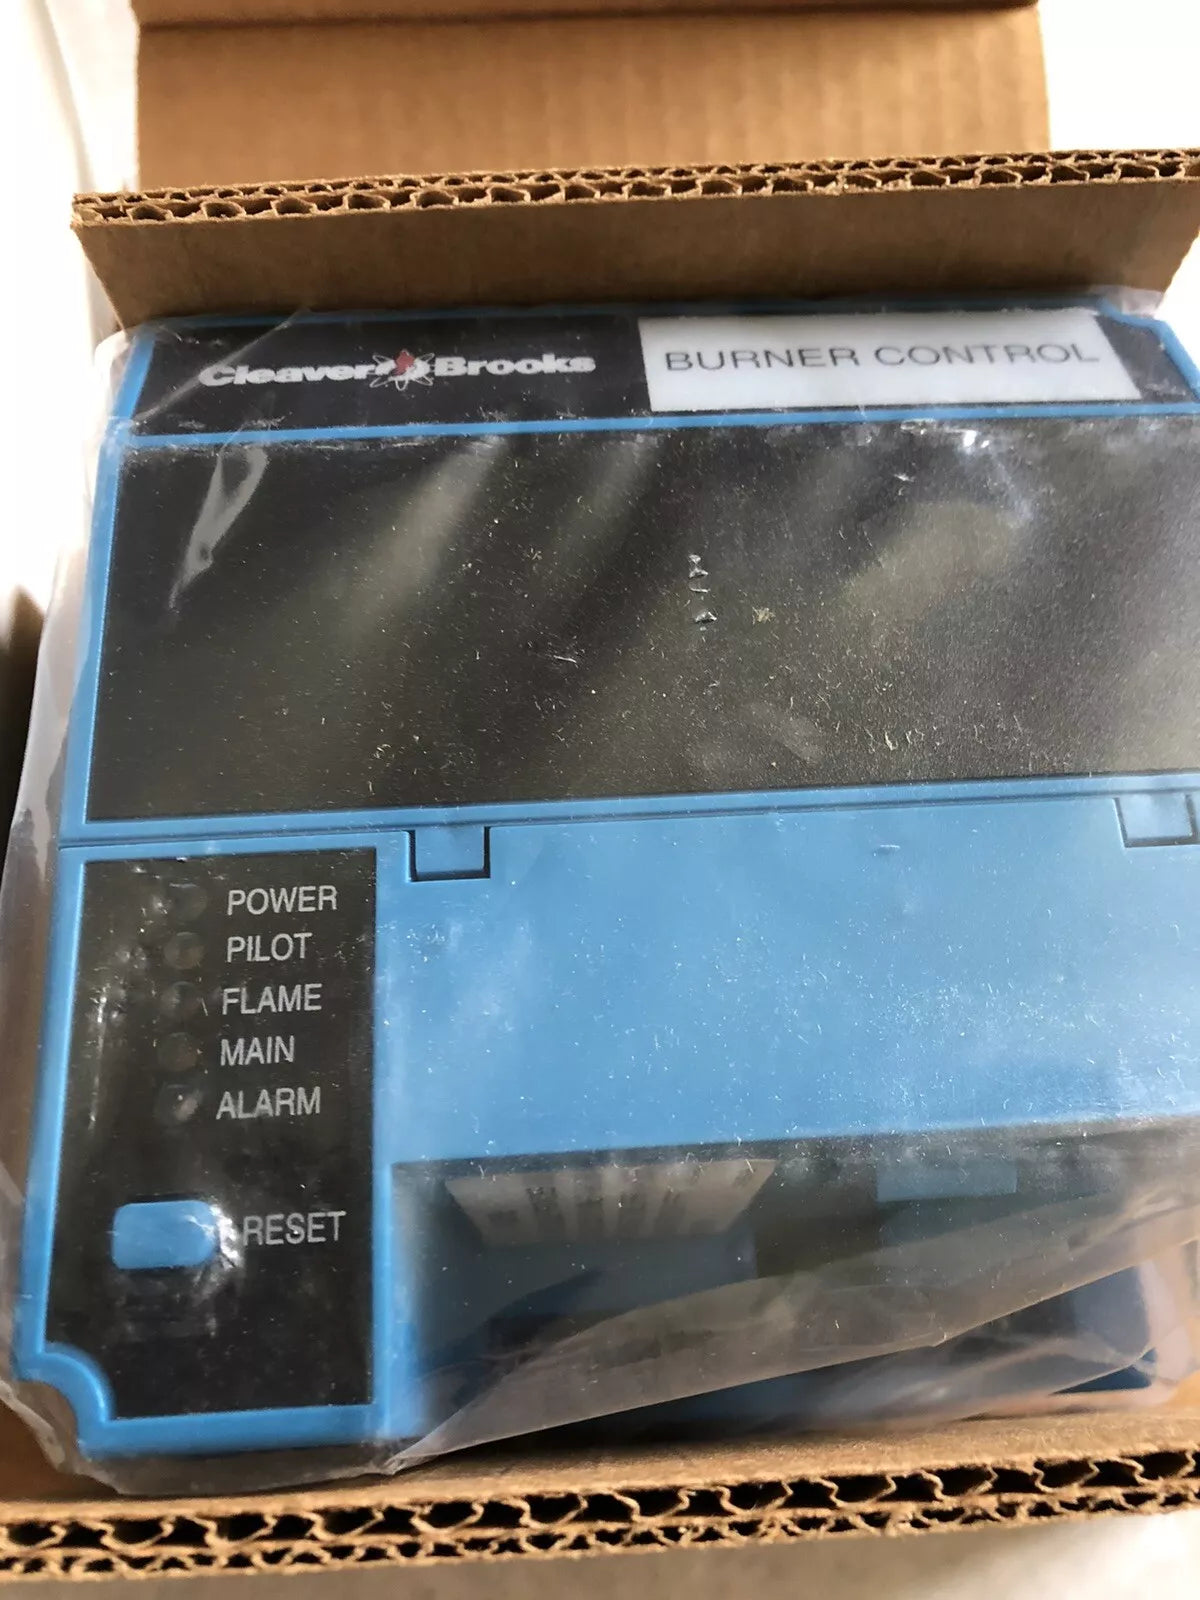 Cleaver Brooks
BURNER CONTROL
POWER
PILOT
FLAME
MAIN
ALARM
RESET